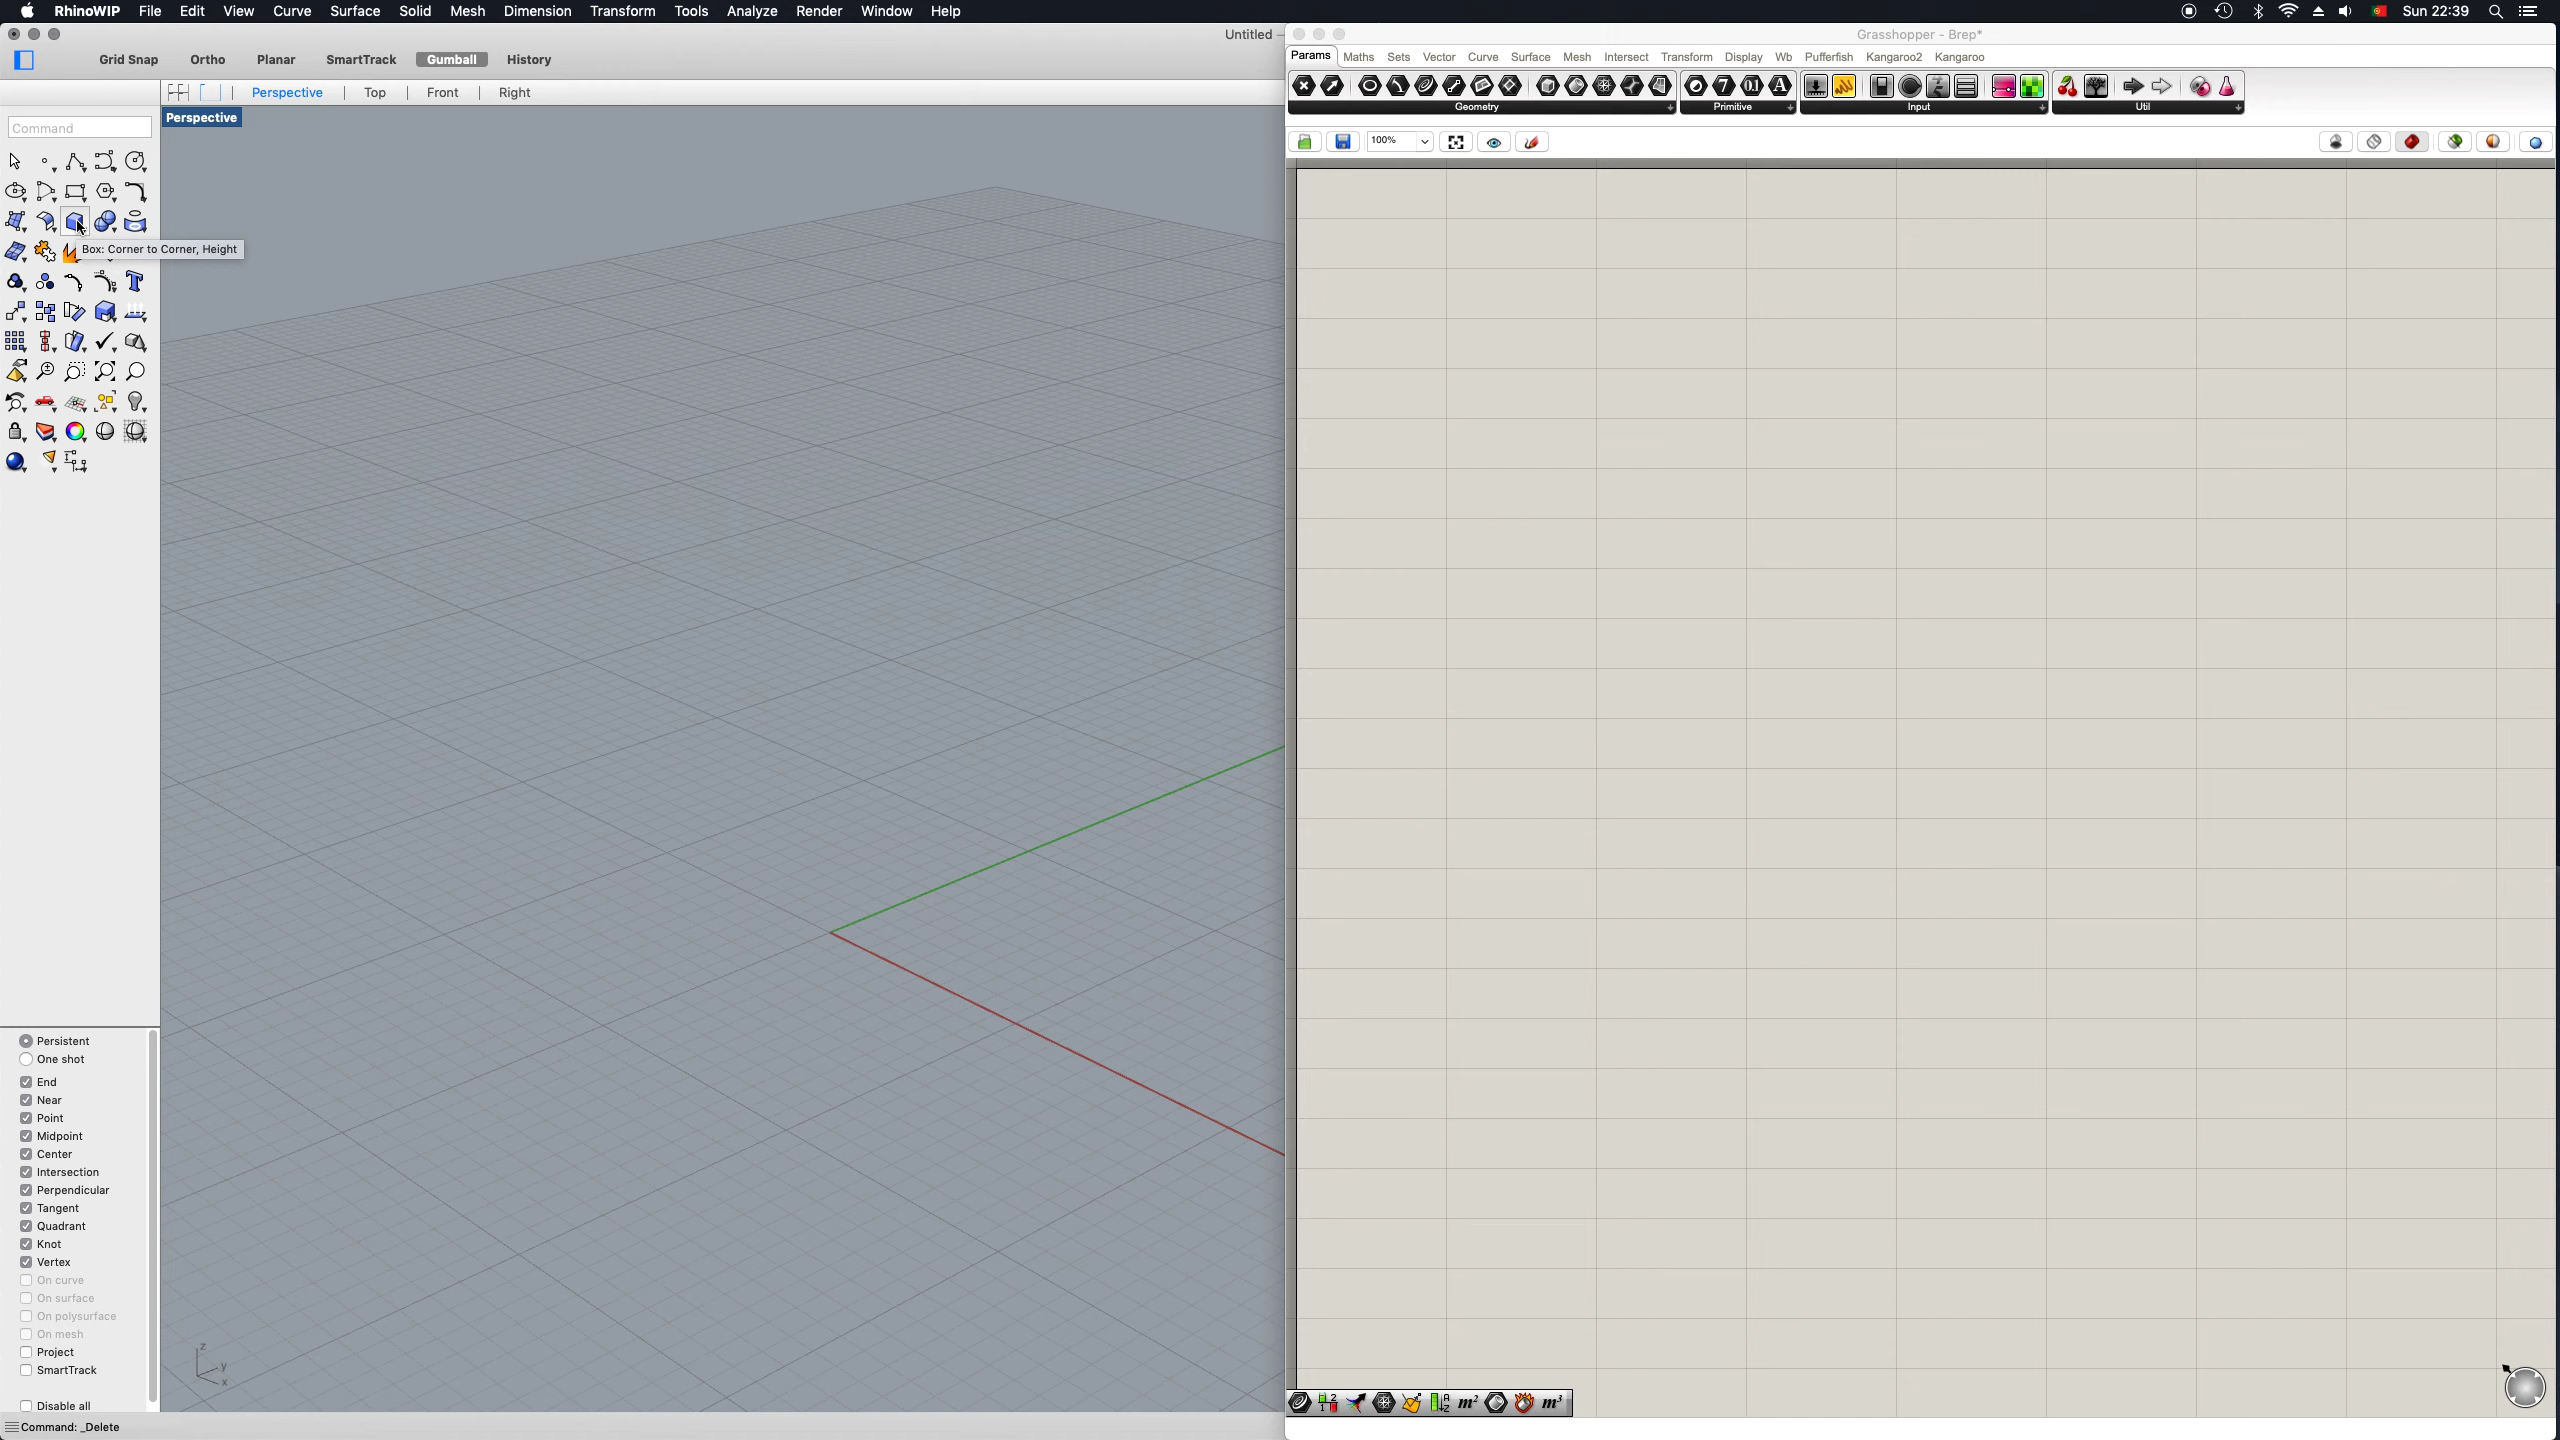 RhinoWIP File Edit View Curve Surface Solid Mesh Dimension Transform Tools Analyze Render Window Help Sun 22:39
Untitled —
Grasshopper - Brep*
Grid Snap Ortho Planar SmartTrack Gumball History
Params Maths Sets Vector Curve Surface Mesh Intersect Transform Display Wb Pufferfish Kangaroo2 Kangaroo
Perspective Top Front Right
Geometry Primitive Input Util
Perspective
Command
100%
Box: Corner to Corner, Height
Persistent
One shot
End
Near
Point
Midpoint
Center
Intersection
Perpendicular
Tangent
Quadrant
Knot
Vertex
On curve
On surface
On polysurface
On mesh
Project
SmartTrack
Disable all
z
y
x
m²
m³
Command: _Delete